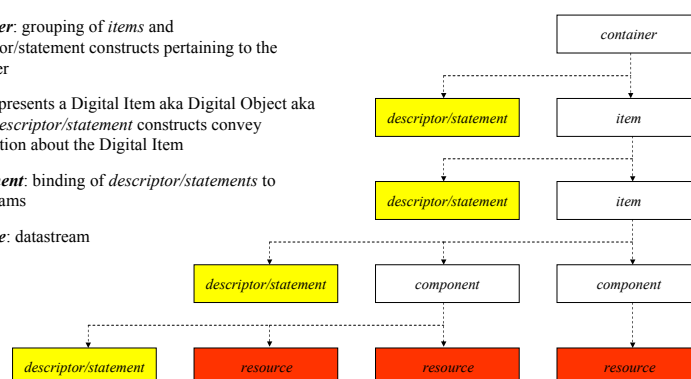 er: grouping of items and
or/statement constructs pertaining to the
er
presents a Digital Item aka Digital Object aka
escriptor/statement constructs convey
tion about the Digital Item
ent: binding of descriptor/statements to
ams
e: datastream
container
descriptor/statement
item
descriptor/statement
item
descriptor/statement
component
component
descriptor/statement
resource
resource
resource